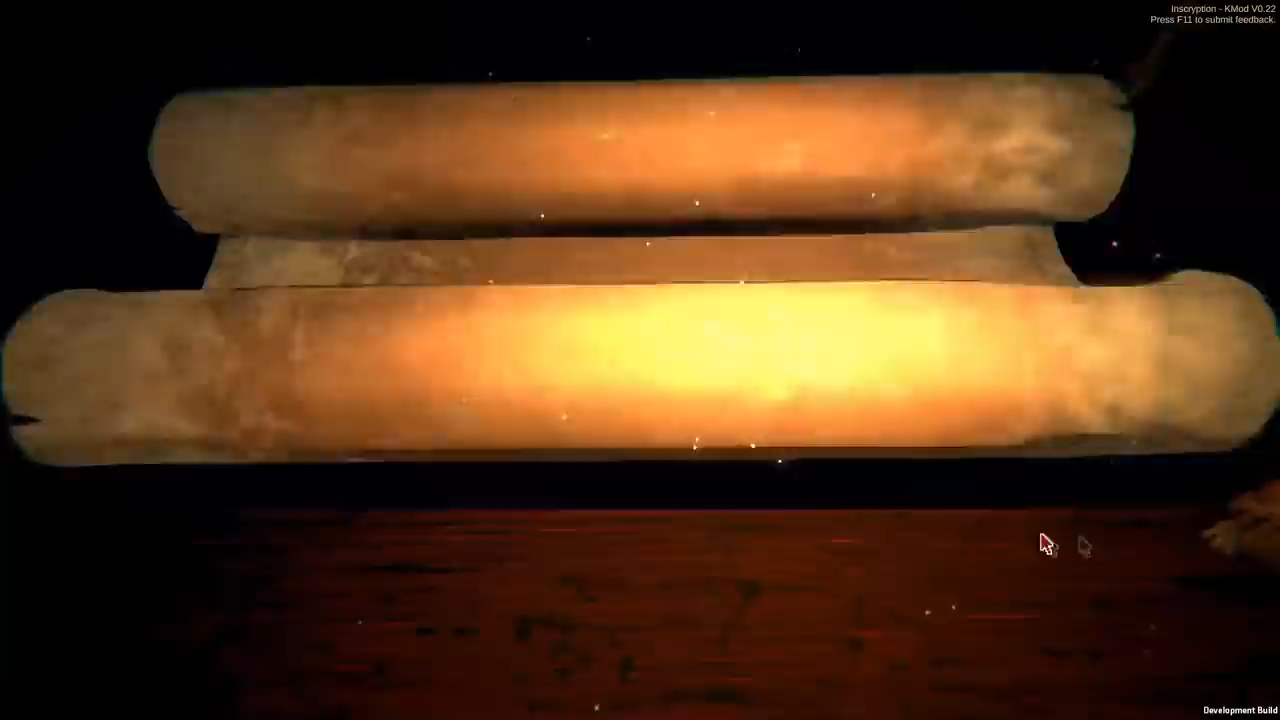 Inscryption - KMod V0.22
Press F11 to submit feedback.
Development Build